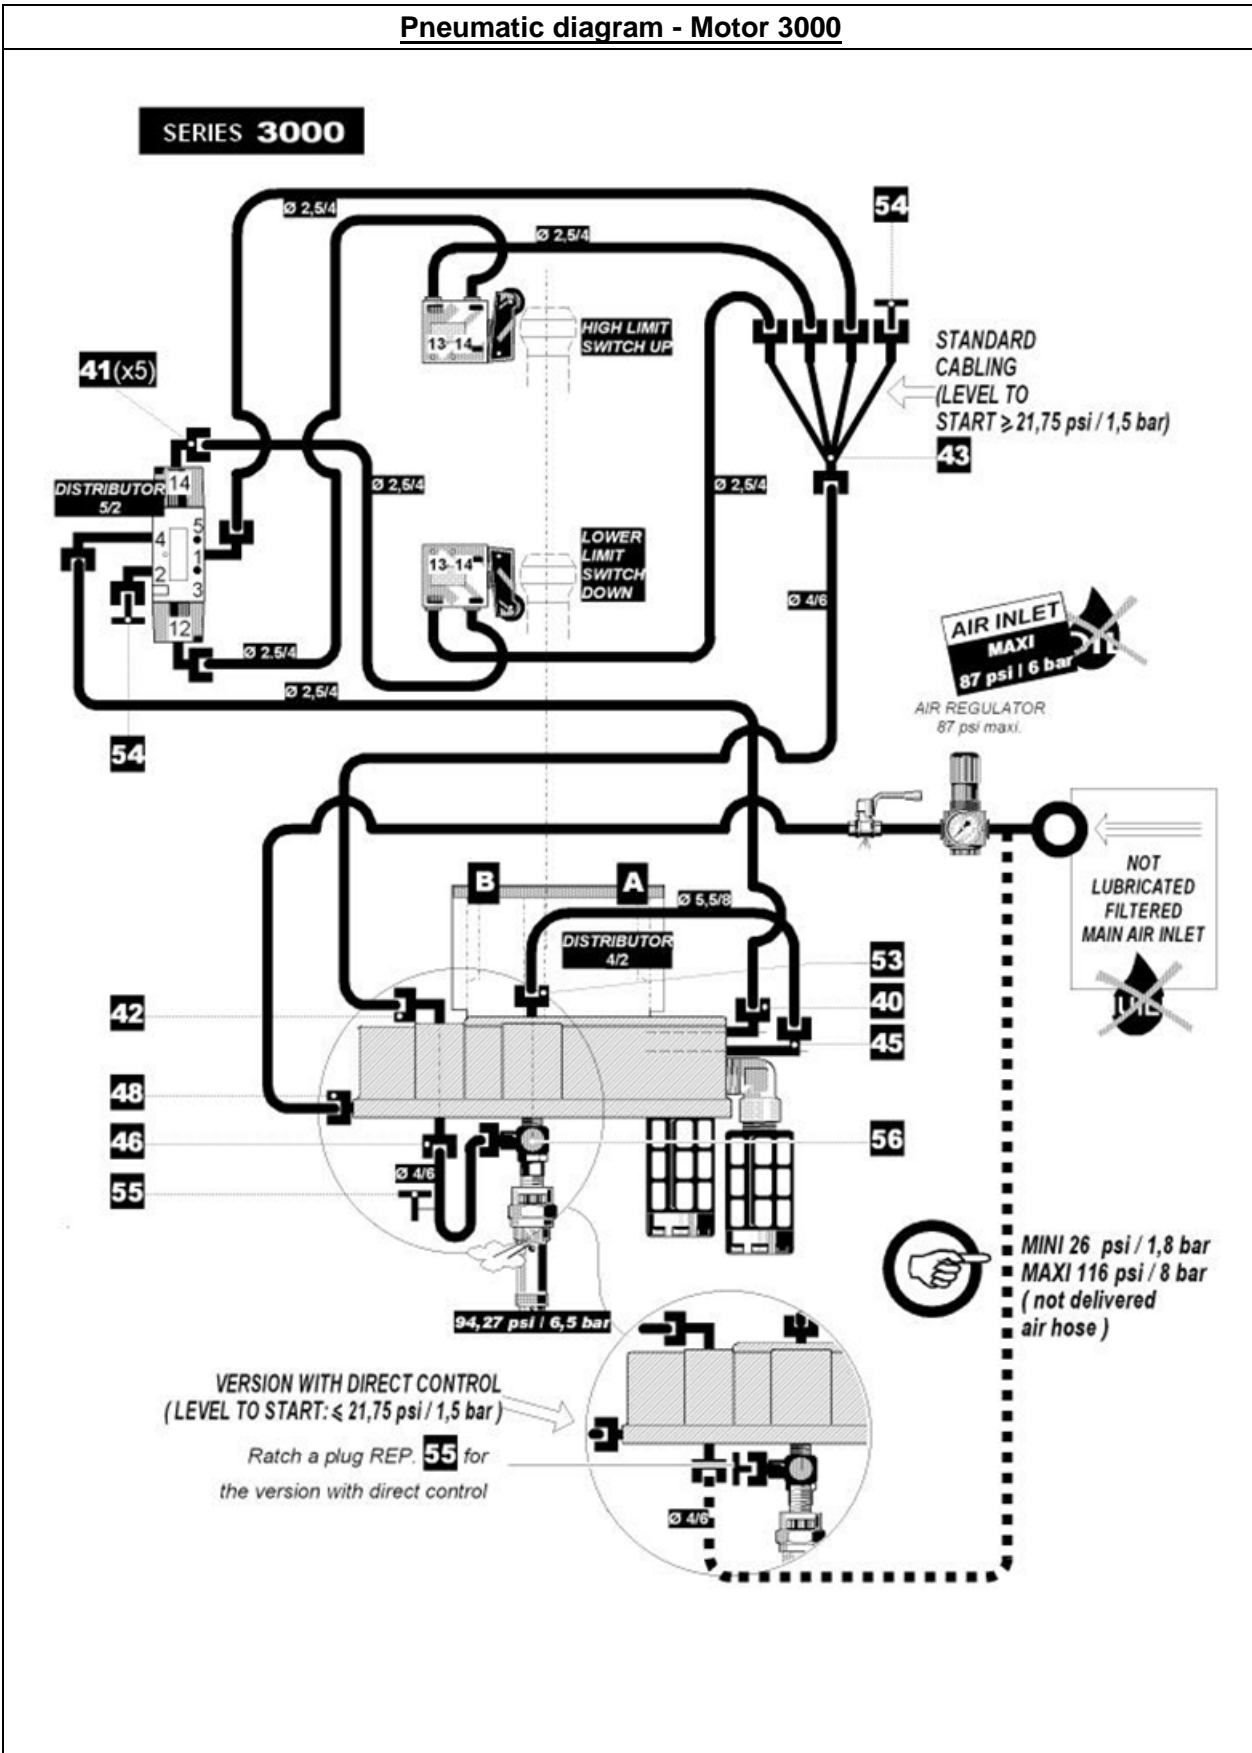 Pneumatic diagram - Motor 3000
SERIES 3000
Ø 2,5/4
Ø 2,5/4
54
HIGH LIMIT
SWITCH UP
13 14
STANDARD
CABLING
(LEVEL TO
START ⩾ 21,75 psi / 1,5 bar)
41(x5)
43
DISTRIBUTOR
5/2
14
Ø 2,5/4
Ø 2,5/4
4
5
1
2
3
12
13 14
LOWER
LIMIT
SWITCH
DOWN
Ø 4/6
Ø 2.5/4
Ø 2,5/4
54
AIR INLET
MAXI
87 psi / 6 bar
AIR REGULATOR
87 psi maxi.
NOT
LUBRICATED
FILTERED
MAIN AIR INLET
B
A
Ø 5,5/8
DISTRIBUTOR
4/2
53
40
42
45
48
46
56
Ø 4/6
55
94,27 psi / 6,5 bar
MINI 26 psi / 1,8 bar
MAXI 116 psi / 8 bar
( not delivered
air hose )
VERSION WITH DIRECT CONTROL
( LEVEL TO START: ⩽ 21,75 psi / 1,5 bar )
Ratch a plug REP. 55 for
the version with direct control
Ø 4/6